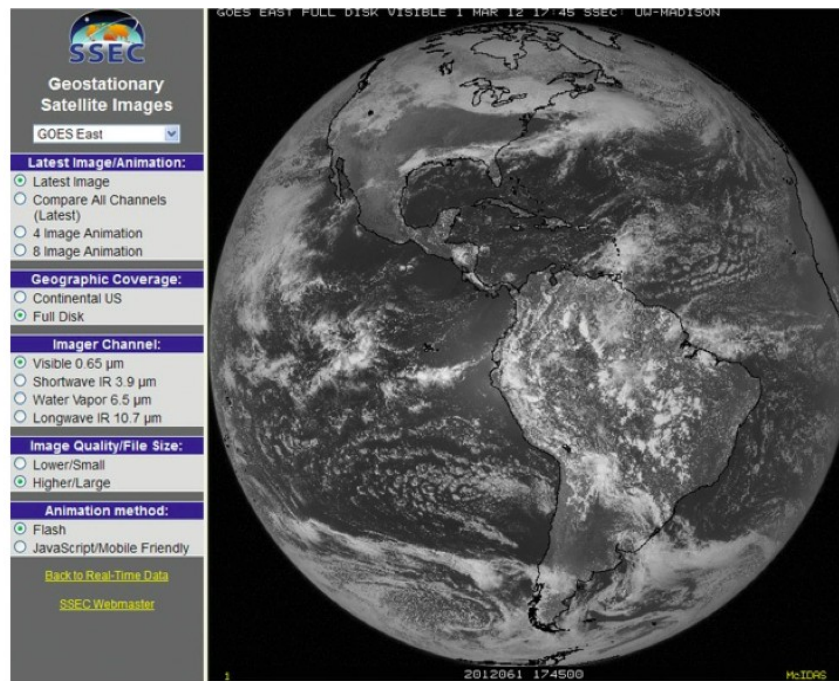 SSEC
Geostationary
Satellite Images
GOES East
Latest Image/Animation:
Latest Image
Compare All Channels
(Latest)
4 Image Animation
8 Image Animation
Geographic Coverage:
Continental US
Full Disk
Imager Channel:
Visible 0.65 µm
Shortwave IR 3.9 µm
Water Vapor 6.5 µm
Longwave IR 10.7 µm
Image Quality/File Size:
Lower/Small
Higher/Large
Animation method:
Flash
JavaScript/Mobile Friendly
Back to Real-Time Data
SSEC Webmaster
GOES EAST FULL DISK VISIBLE 1 MAR 12 17:45 SSEC: UW-MADISON
1 2012061 174500 McIDAS